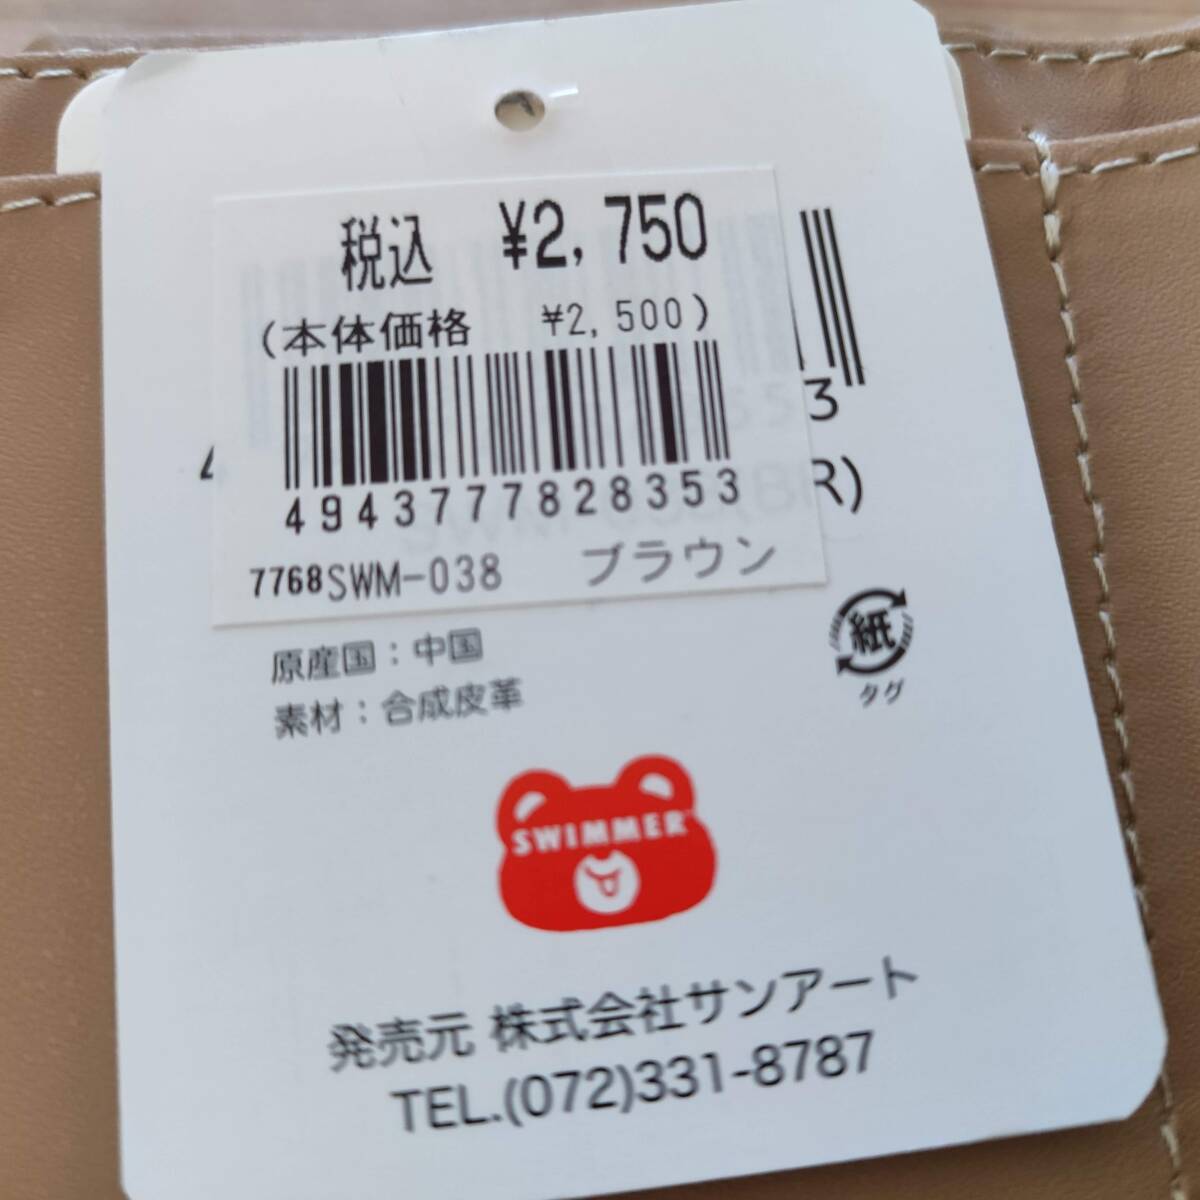 税込 ¥2,750
(本体価格 ¥2,500)
3
4943777828353
R)
7768SWM-038 ブラウン
原産国：中国
素材：合成皮革
紙
タグ
SWIMMER
発売元 株式会社サンアート
TEL.(072)331-8787